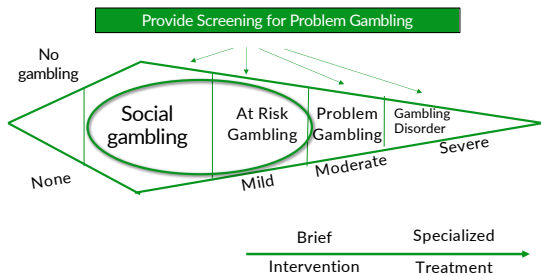 Provide Screening for Problem Gambling
No
gambling
Social
gambling
At Risk
Gambling
Problem
Gambling
Gambling
Disorder
None
Mild
Moderate
Severe
Brief
Intervention
Specialized
Treatment